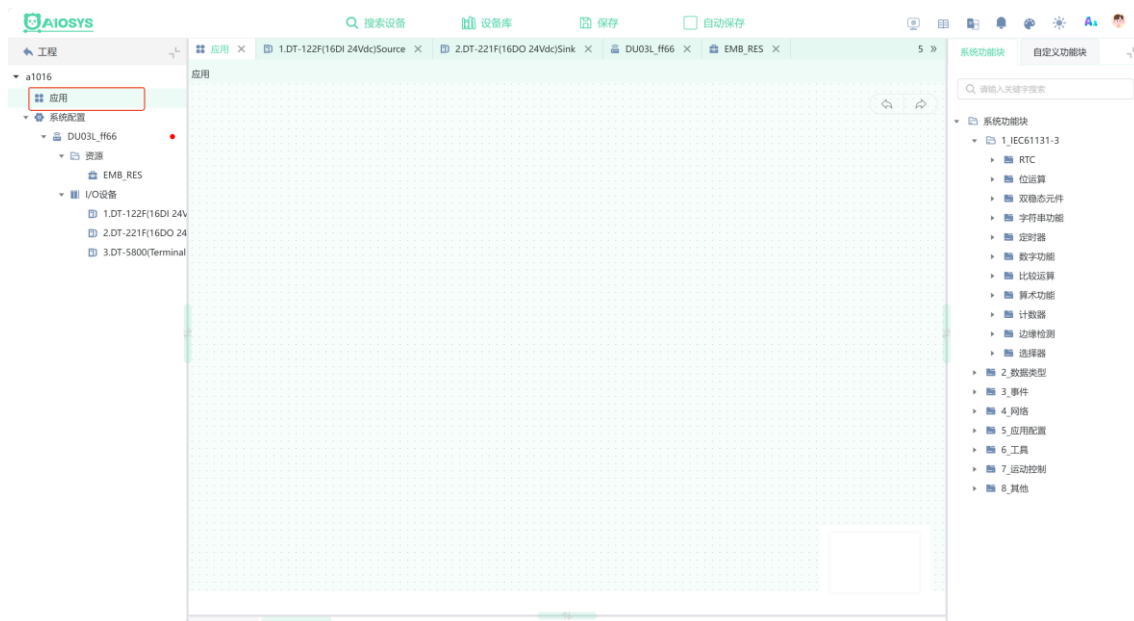 AIOSYS
搜索设备
设备库
保存
自动保存
工程
应用
1.DT-122F(16DI 24Vdc)Source
2.DT-221F(16DO 24Vdc)Sink
DU03L_ff66
EMB_RES
5
系统功能块
自定义功能块
a1016
应用
系统配置
DU03L_ff66
资源
EMB_RES
I/O设备
1.DT-122F(16DI 24V
2.DT-221F(16DO 24
3.DT-5800(Terminal
应用
请输入关键字搜索
系统功能块
1_IEC61131-3
RTC
位运算
双稳态元件
字符串功能
定时器
数字功能
比较运算
算术功能
计数器
边缘检测
选择器
2_数据类型
3_事件
4_网络
5_应用配置
6_工具
7_运动控制
8_其他